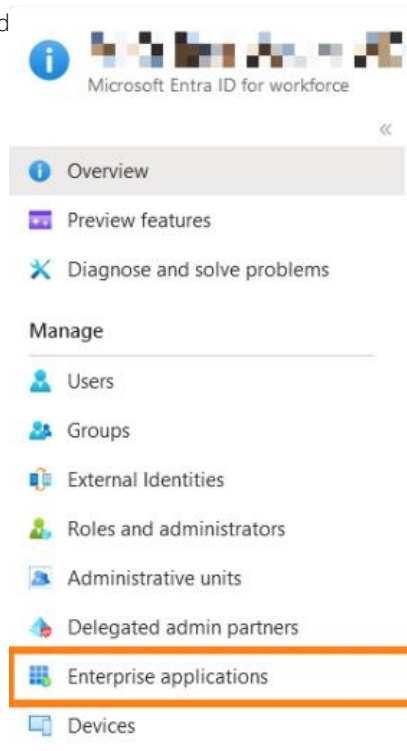 d
Microsoft Entra ID for workforce
«
Overview
Preview features
Diagnose and solve problems
Manage
Users
Groups
External Identities
Roles and administrators
Administrative units
Delegated admin partners
Enterprise applications
Devices